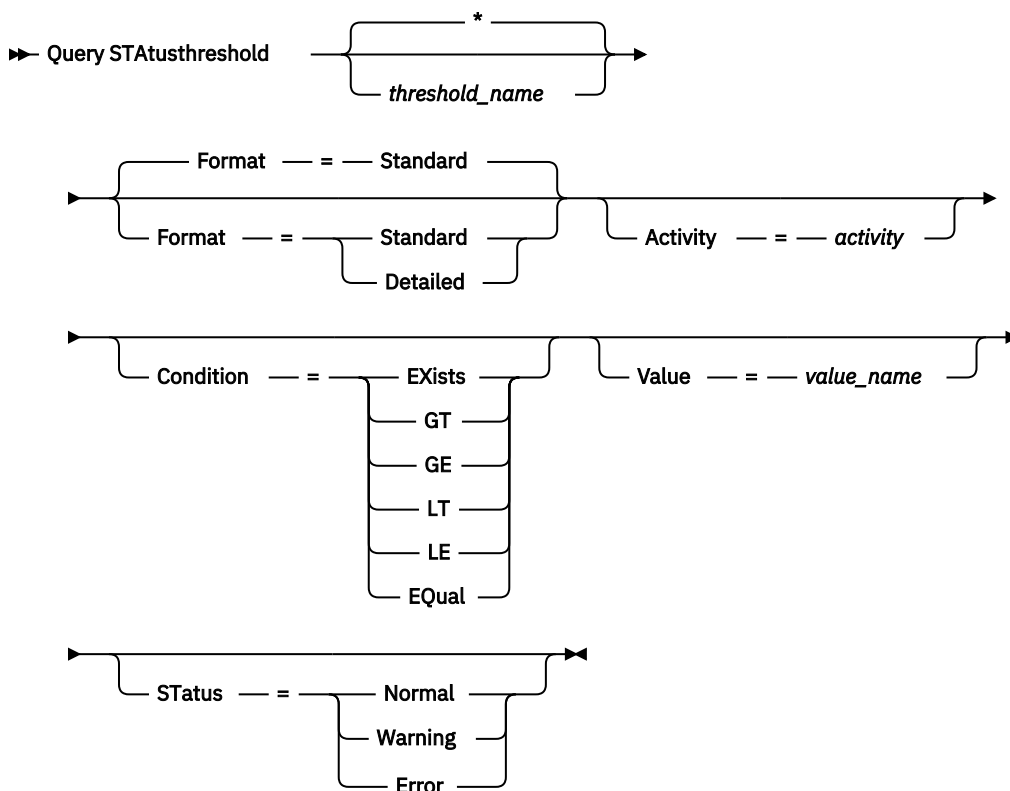 *
Query STAtusthreshold
threshold_name
Format = Standard
Format = Standard
Activity = activity
Detailed
Condition = EXists
Value = value_name
GT
GE
LT
LE
EQual
STatus = Normal
Warning
Error